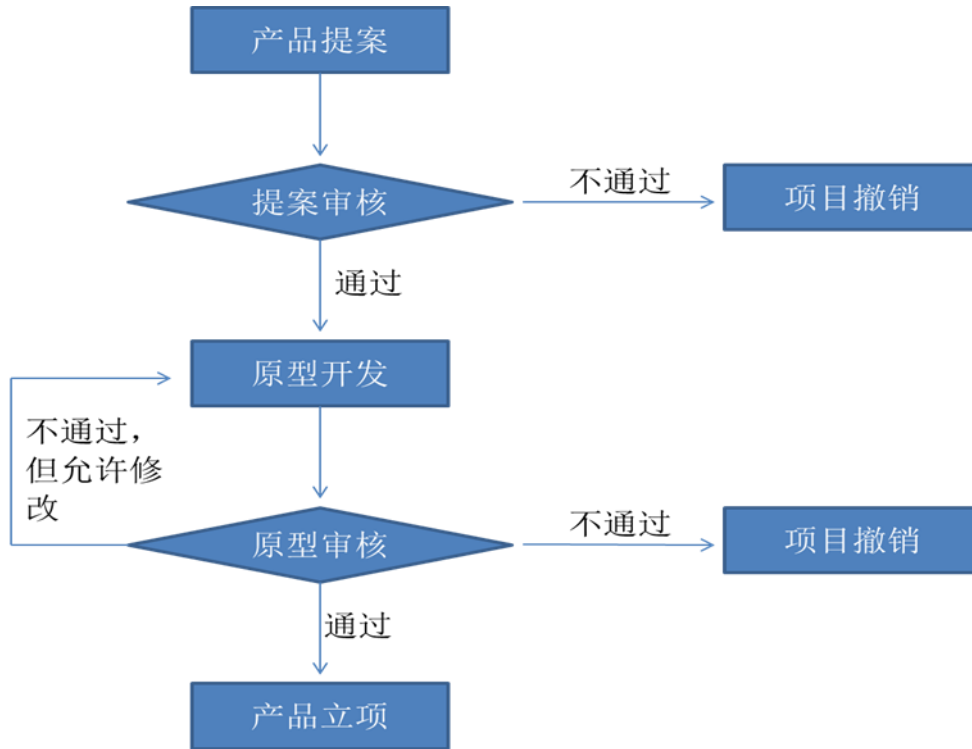 产品提案
提案审核
不通过
项目撤销
通过
原型开发
不通过，
但允许修
改
原型审核
不通过
项目撤销
通过
产品立项